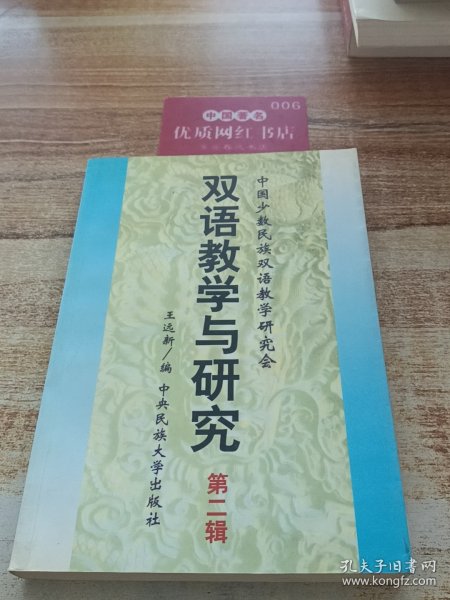 006
中国著名
优质网红书店
中国少数民族双语教学研究会
双语教学与研究
第二辑
王远新/编 中央民族大学出版社
孔夫子旧书网
www.kongfz.com